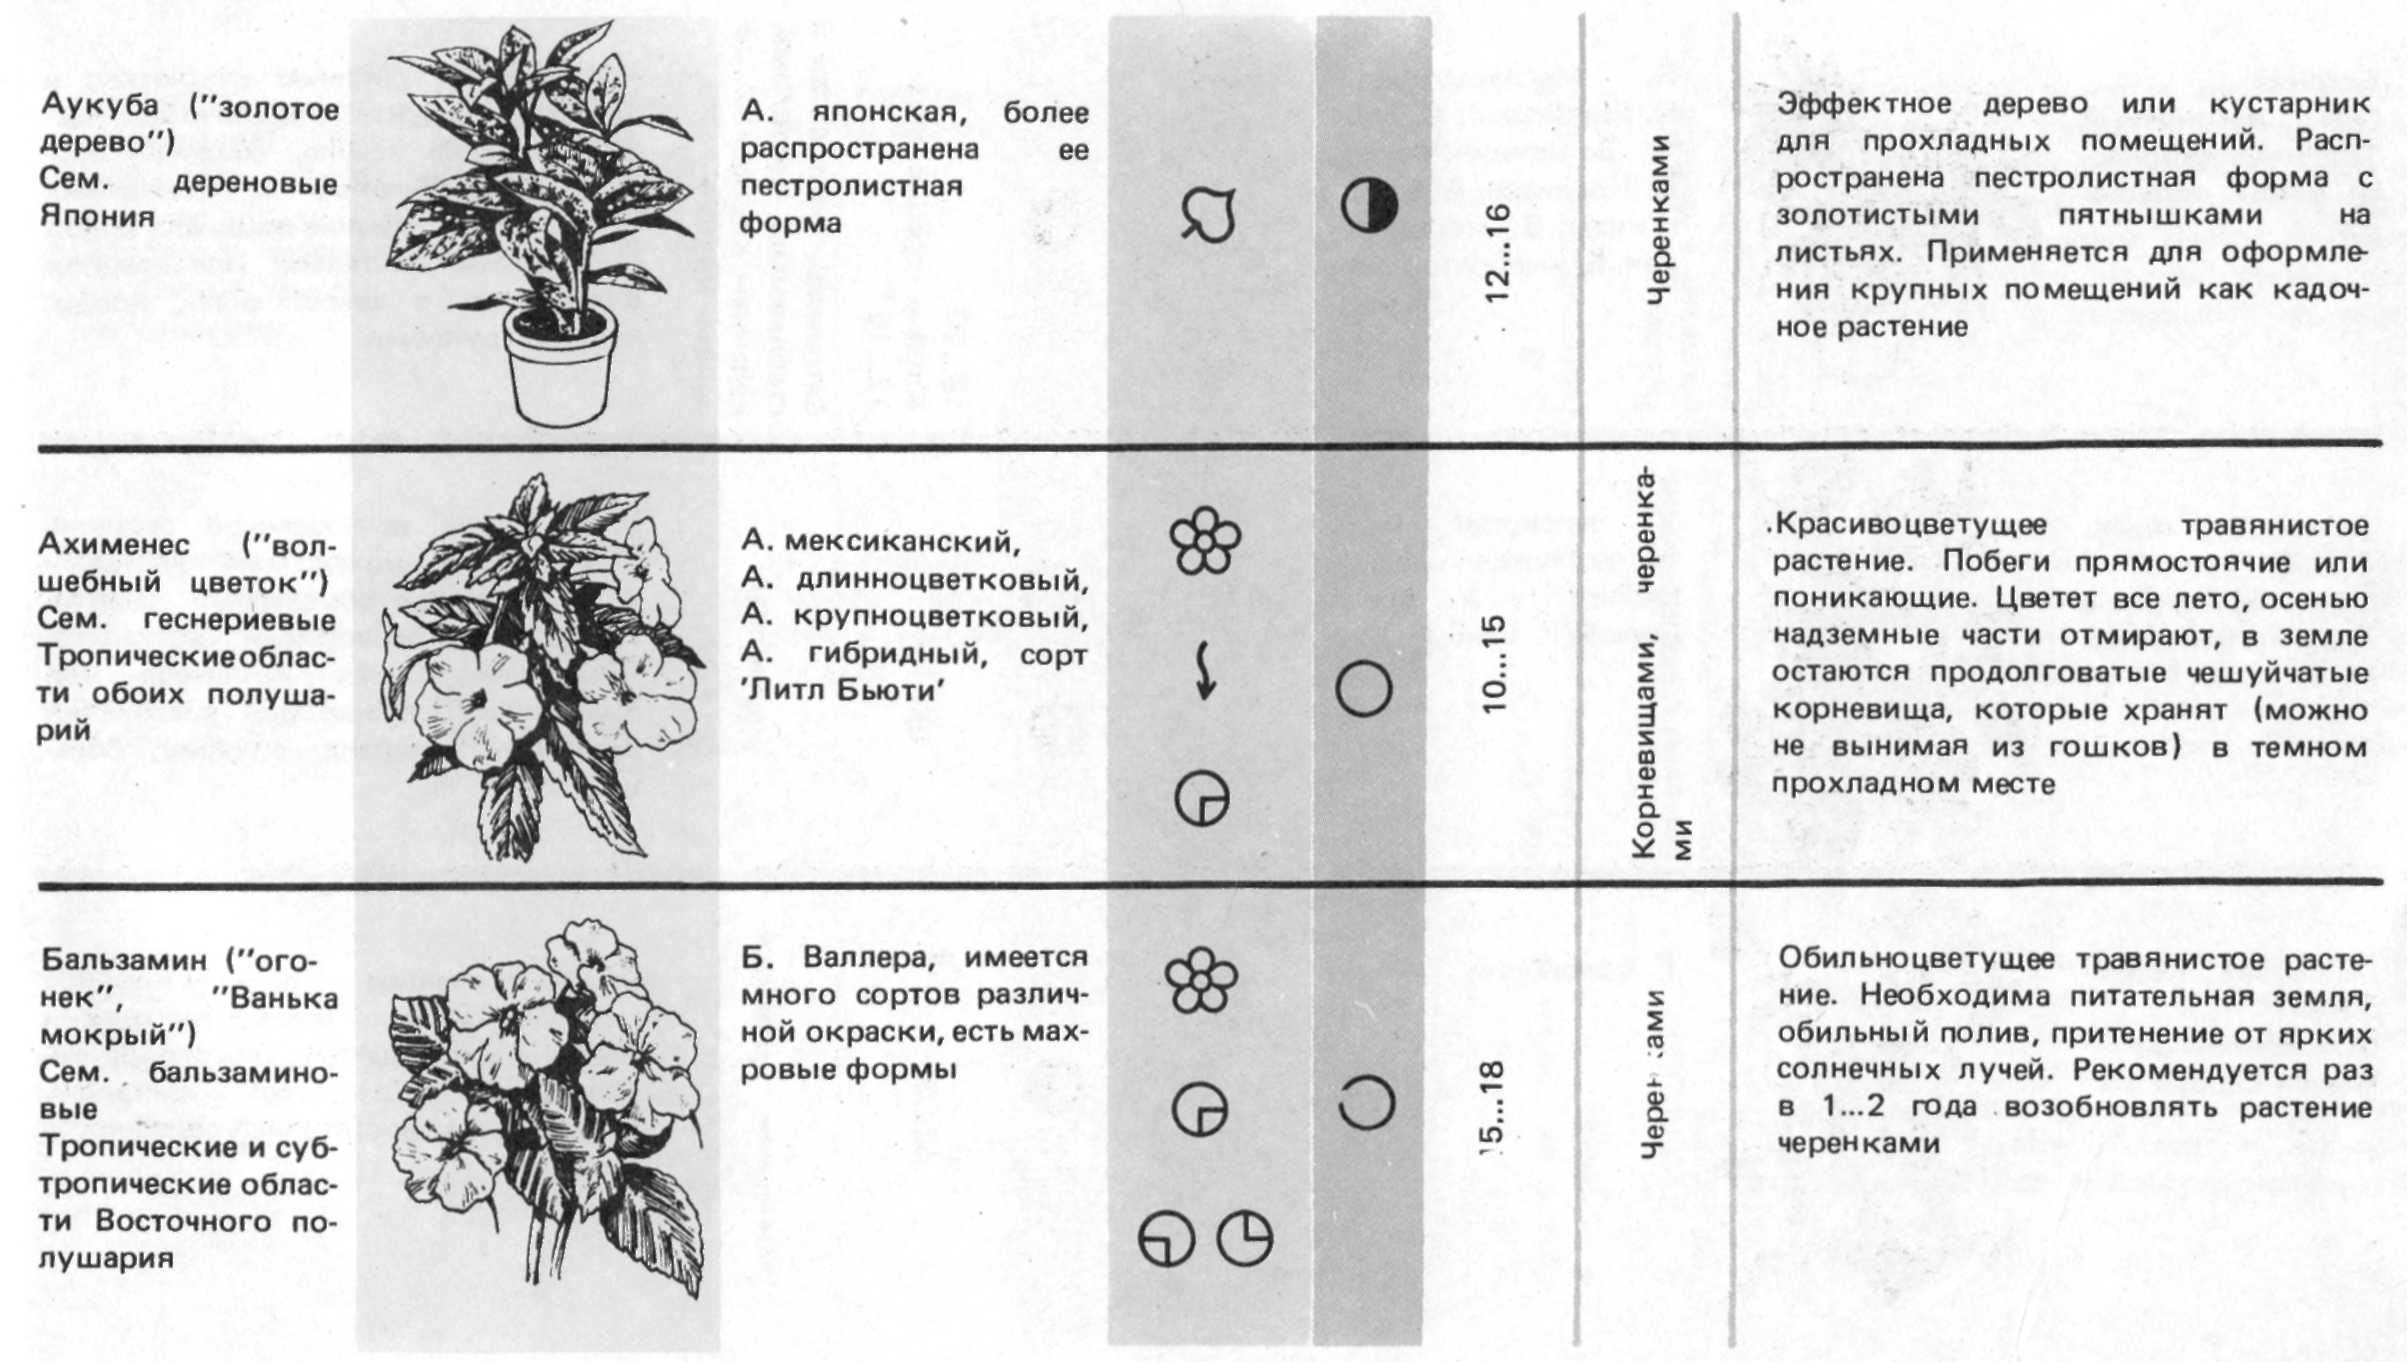 Аукуба ("золотое
дерево")
Сем. дереновые
Япония
А. японская, более
распространена ее
пестролистная
форма
12...16
Черенками
Эффектное дерево или кустарник
для прохладных помещений. Расп-
ространена пестролистная форма с
золотистыми пятнышками на
листьях. Применяется для оформле-
ния крупных помещений как кадоч-
ное растение
Ахименес ("вол-
шебный цветок")
Сем. геснериевые
Тропические облас-
ти обоих полуша-
рий
А. мексиканский,
А. длинноцветковый,
А. крупноцветковый,
А. гибридный, сорт
'Литл Бьюти'
10...15
Корневищами, черенка-
ми
Красивоцветущее травянистое
растение. Побеги прямостоячие или
поникающие. Цветет все лето, осенью
надземные части отмирают, в земле
остаются продолговатые чешуйчатые
корневища, которые хранят (можно
не вынимая из гошков) в темном
прохладном месте
Бальзамин ("ого-
нек", "Ванька
мокрый")
Сем. бальзамино-
вые
Тропические и суб-
тропические облас-
ти Восточного по-
лушария
Б. Валлера, имеется
много сортов различ-
ной окраски, есть мах-
ровые формы
15...18
Черенками
Обильноцветущее травянистое расте-
ние. Необходима питательная земля,
обильный полив, притенение от ярких
солнечных лучей. Рекомендуется раз
в 1...2 года возобновлять растение
черенками